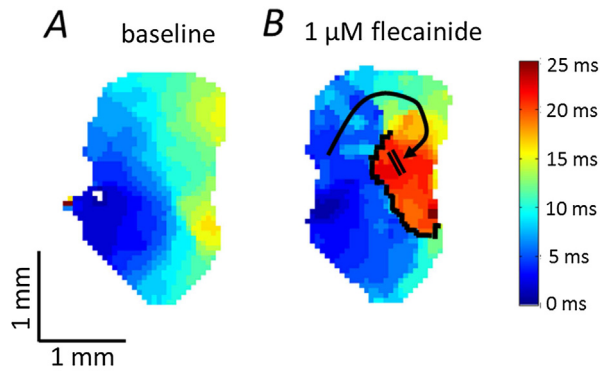 A baseline
B 1 μM flecainide
25 ms
20 ms
15 ms
10 ms
5 ms
0 ms
1 mm
1 mm